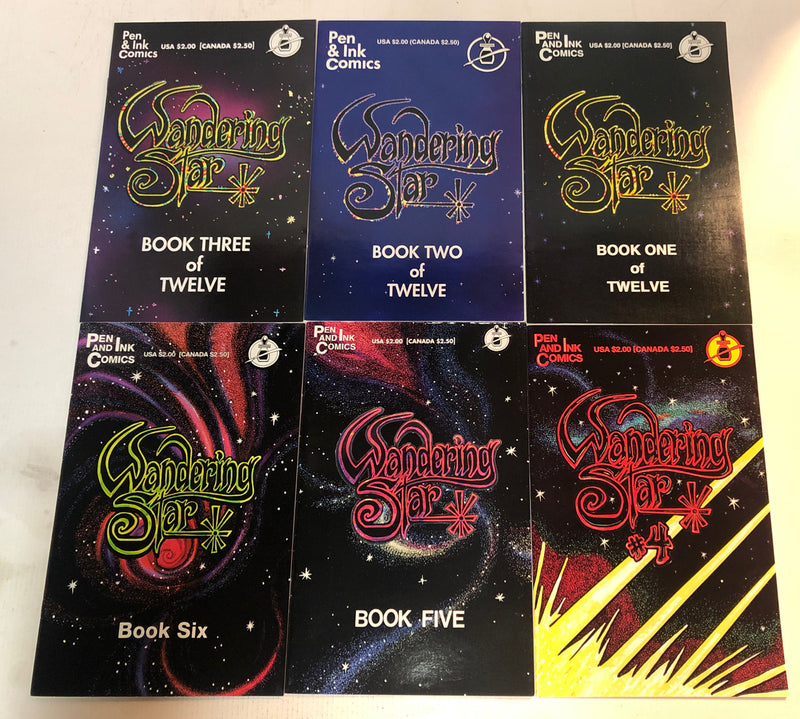 Pen
& Ink
Comics
USA $2.00 [CANADA $2.50]
Wandering
Star
BOOK THREE
of
TWELVE
Pen
& Ink
Comics
USA $2.00 (CANADA $2.50)
Wandering
Star
BOOK TWO
of
TWELVE
PEN
AND INK
COMICS
USA $2.00 [CANADA $2.50]
Wandering
Star
BOOK ONE
of
TWELVE
PEN
AND INK
COMICS
USA $2.00 [CANADA $2.50]
Wandering
Star
Book Six
PEN
AND INK
COMICS
USA $2.00 [CANADA $2.50]
Wandering
Star
BOOK FIVE
PEN
AND INK
COMICS
USA $2.00 [CANADA $2.50]
Wandering
Star
#4